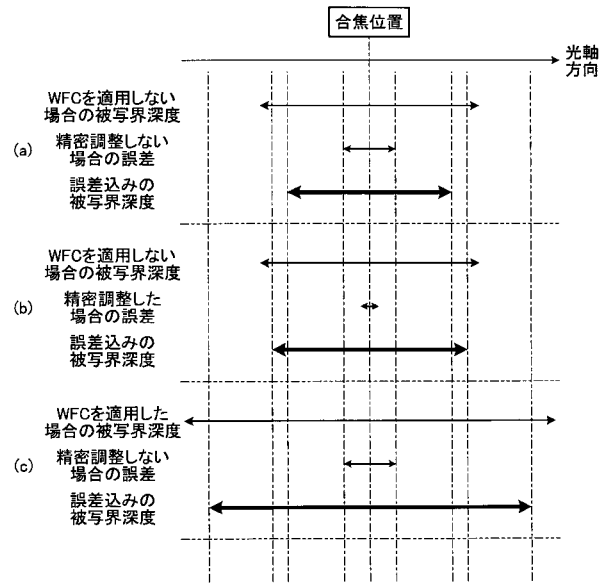 合焦位置
光軸
方向
WFCを適用しない
場合の被写界深度
(a)
精密調整しない
場合の誤差
誤差込みの
被写界深度
WFCを適用しない
場合の被写界深度
(b)
精密調整した
場合の誤差
誤差込みの
被写界深度
WFCを適用した
場合の被写界深度
(c)
精密調整しない
場合の誤差
誤差込みの
被写界深度